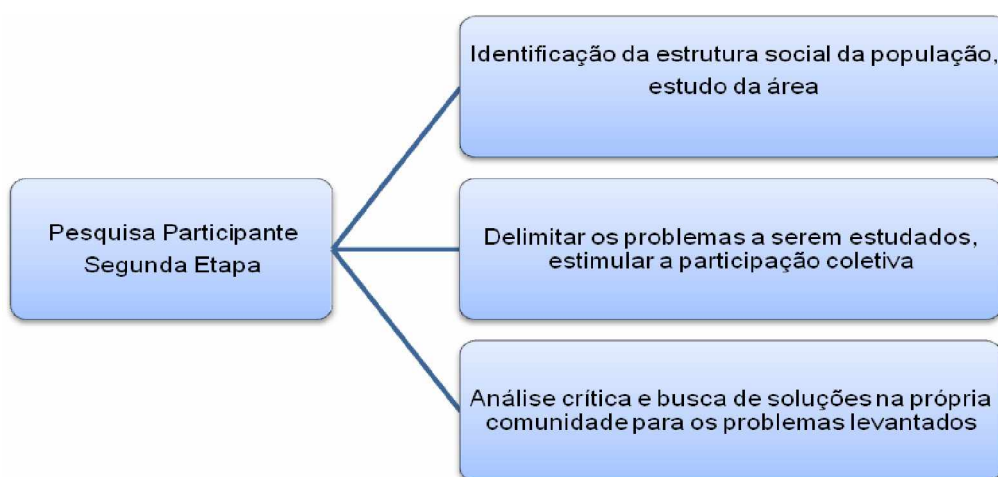 Pesquisa Participante
Segunda Etapa
Identificação da estrutura social da população,
estudo da área
Delimitar os problemas a serem estudados,
estimular a participação coletiva
Análise crítica e busca de soluções na própria
comunidade para os problemas levantados